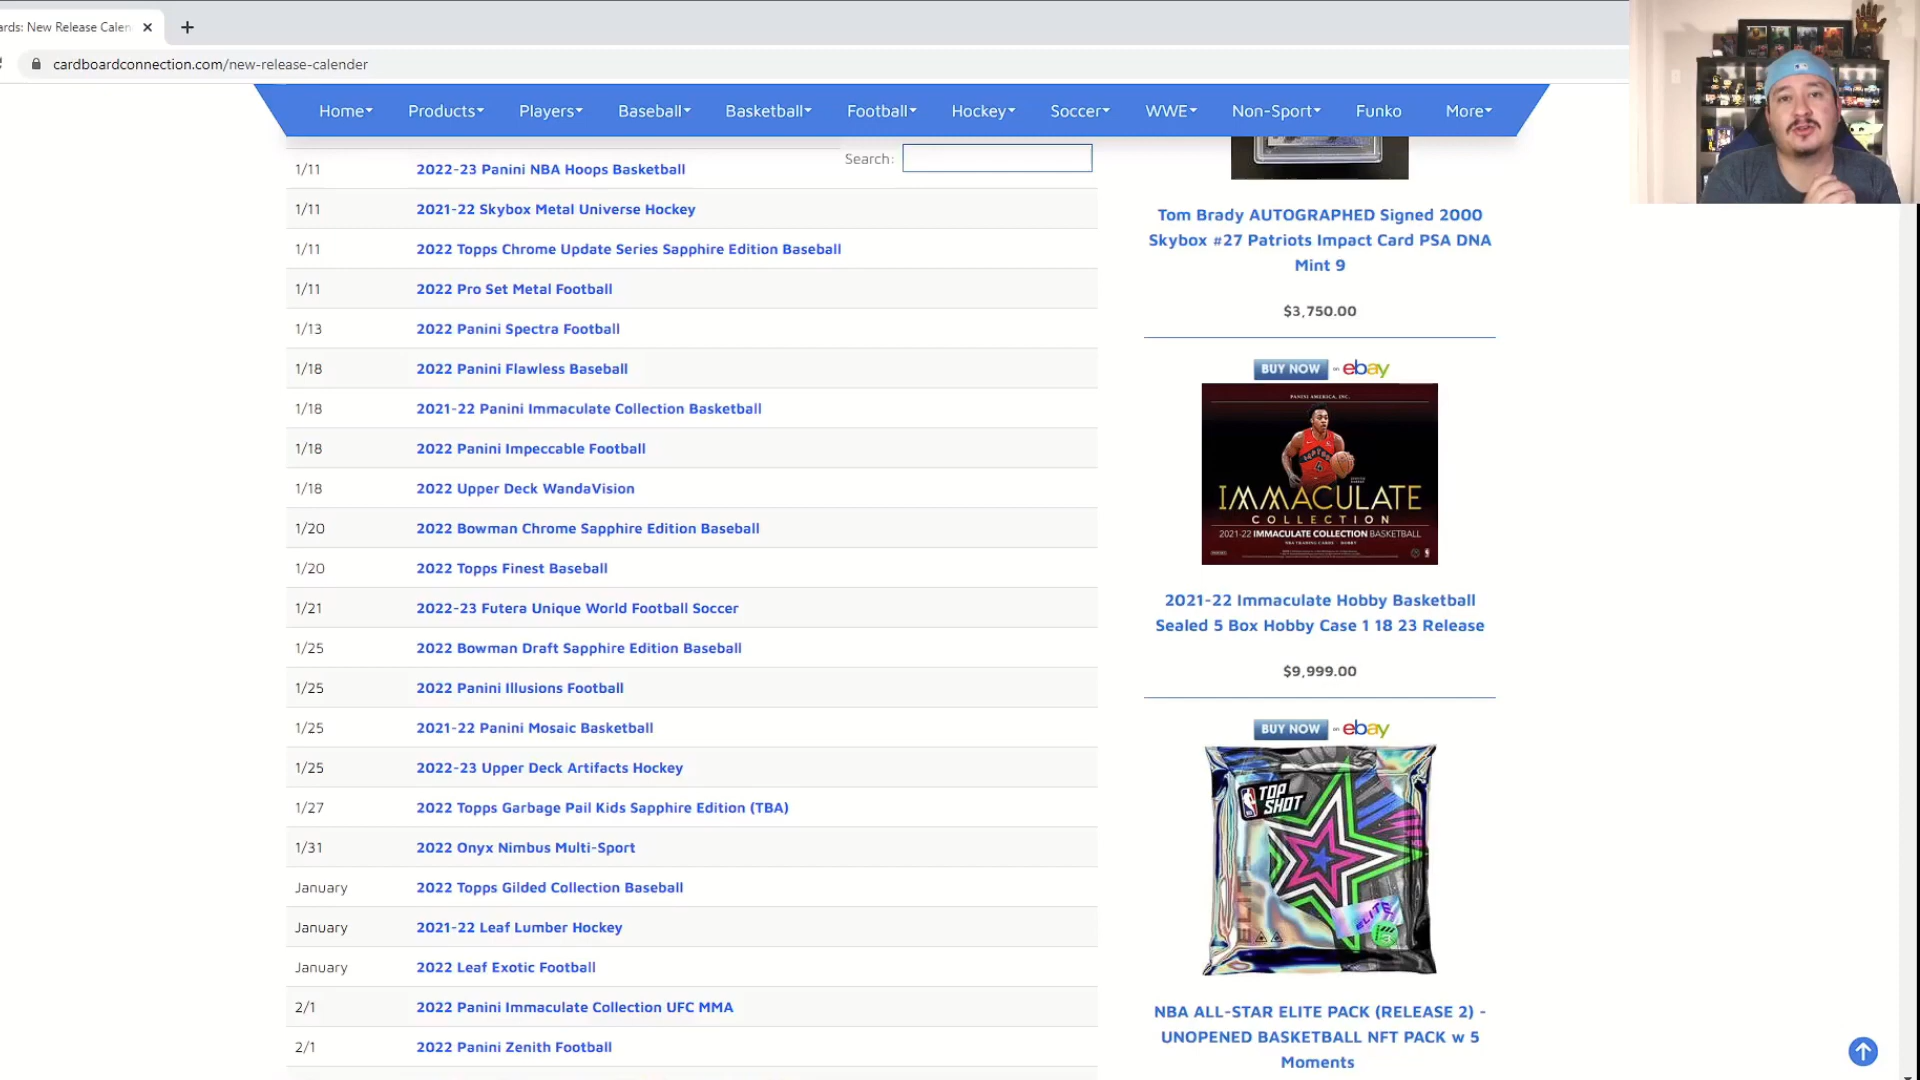 ards: New Release Calen
cardboardconnection.com/new-release-calender
Home Products Players Baseball Basketball Football Hockey Soccer WWE Non-Sport Funko More
Search:
1/11 2022-23 Panini NBA Hoops Basketball
1/11 2021-22 Skybox Metal Universe Hockey
1/11 2022 Topps Chrome Update Series Sapphire Edition Baseball
1/11 2022 Pro Set Metal Football
1/13 2022 Panini Spectra Football
1/18 2022 Panini Flawless Baseball
1/18 2021-22 Panini Immaculate Collection Basketball
1/18 2022 Panini Impeccable Football
1/18 2022 Upper Deck WandaVision
1/20 2022 Bowman Chrome Sapphire Edition Baseball
1/20 2022 Topps Finest Baseball
1/21 2022-23 Futera Unique World Football Soccer
1/25 2022 Bowman Draft Sapphire Edition Baseball
1/25 2022 Panini Illusions Football
1/25 2021-22 Panini Mosaic Basketball
1/25 2022-23 Upper Deck Artifacts Hockey
1/27 2022 Topps Garbage Pail Kids Sapphire Edition (TBA)
1/31 2022 Onyx Nimbus Multi-Sport
January 2022 Topps Gilded Collection Baseball
January 2021-22 Leaf Lumber Hockey
January 2022 Leaf Exotic Football
2/1 2022 Panini Immaculate Collection UFC MMA
2/1 2022 Panini Zenith Football
Tom Brady AUTOGRAPHED Signed 2000
Skybox #27 Patriots Impact Card PSA DNA
Mint 9
$3,750.00
BUY NOW on ebay
PANINI AMERICA, INC.
IMMACULATE
COLLECTION
2021-22 IMMACULATE COLLECTION BASKETBALL
NBA TRADING CARDS HOBBY
2021-22 Immaculate Hobby Basketball
Sealed 5 Box Hobby Case 1 18 23 Release
$9,999.00
BUY NOW on ebay
TOP
SHOT
ELITE
ELITE
NBA ALL-STAR ELITE PACK (RELEASE 2) -
UNOPENED BASKETBALL NFT PACK w 5
Moments